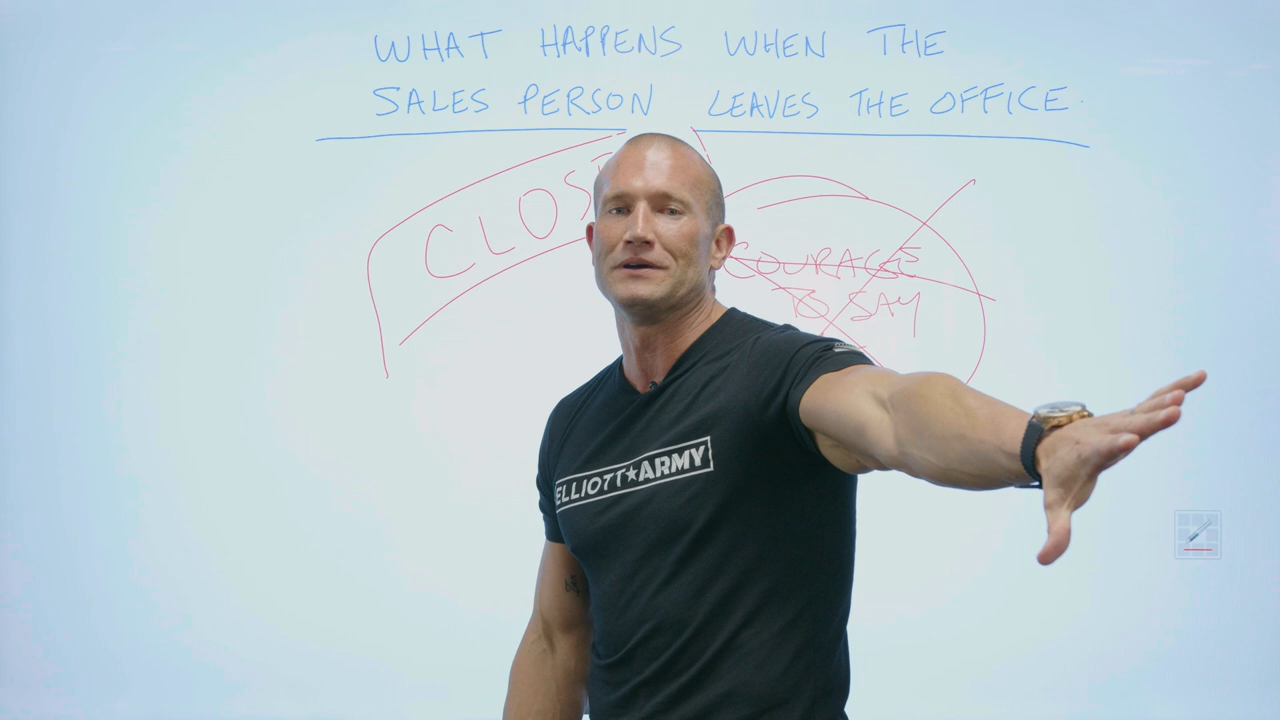 WHAT HAPPENS WHEN THE
SALES PERSON LEAVES THE OFFICE.
CLOS
COURAGE
TO SAY
ELLIOTT★ARMY